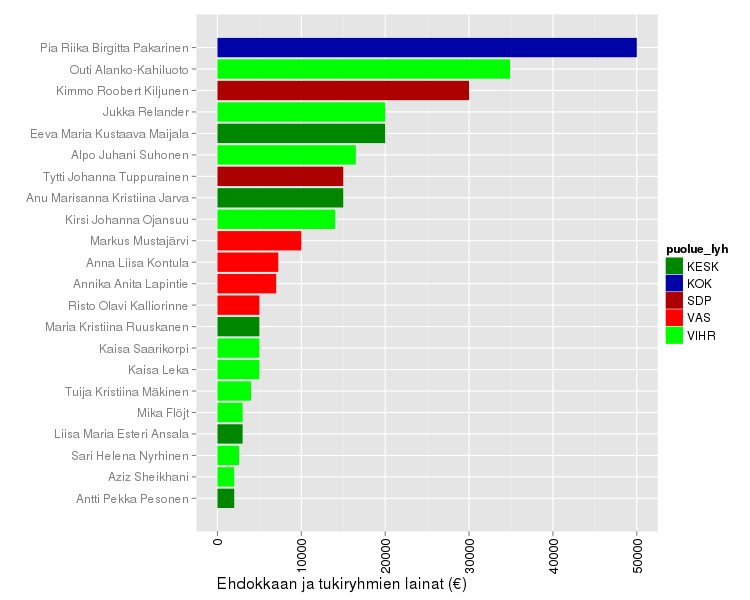 Pia Riika Birgitta Pakarinen
Outi Alanko-Kahiluoto
Kimmo Roobert Kiljunen
Jukka Relander
Eeva Maria Kustaava Maijala
Alpo Juhani Suhonen
Tytti Johanna Tuppurainen
Anu Marisanna Kristiina Jarva
Kirsi Johanna Ojansuu
Markus Mustajärvi
Anna Liisa Kontula
Annika Anita Lapintie
Risto Olavi Kalliorinne
Maria Kristiina Ruuskanen
Kaisa Saarikorpi
Kaisa Leka
Tuija Kristiina Mäkinen
Mika Flöjt
Liisa Maria Esteri Ansala
Sari Helena Nyrhinen
Aziz Sheikhani
Antti Pekka Pesonen
0
10000
20000
30000
40000
50000
Ehdokkaan ja tukiryhmien lainat (€)
puolue_lyh
KESK
KOK
SDP
VAS
VIHR